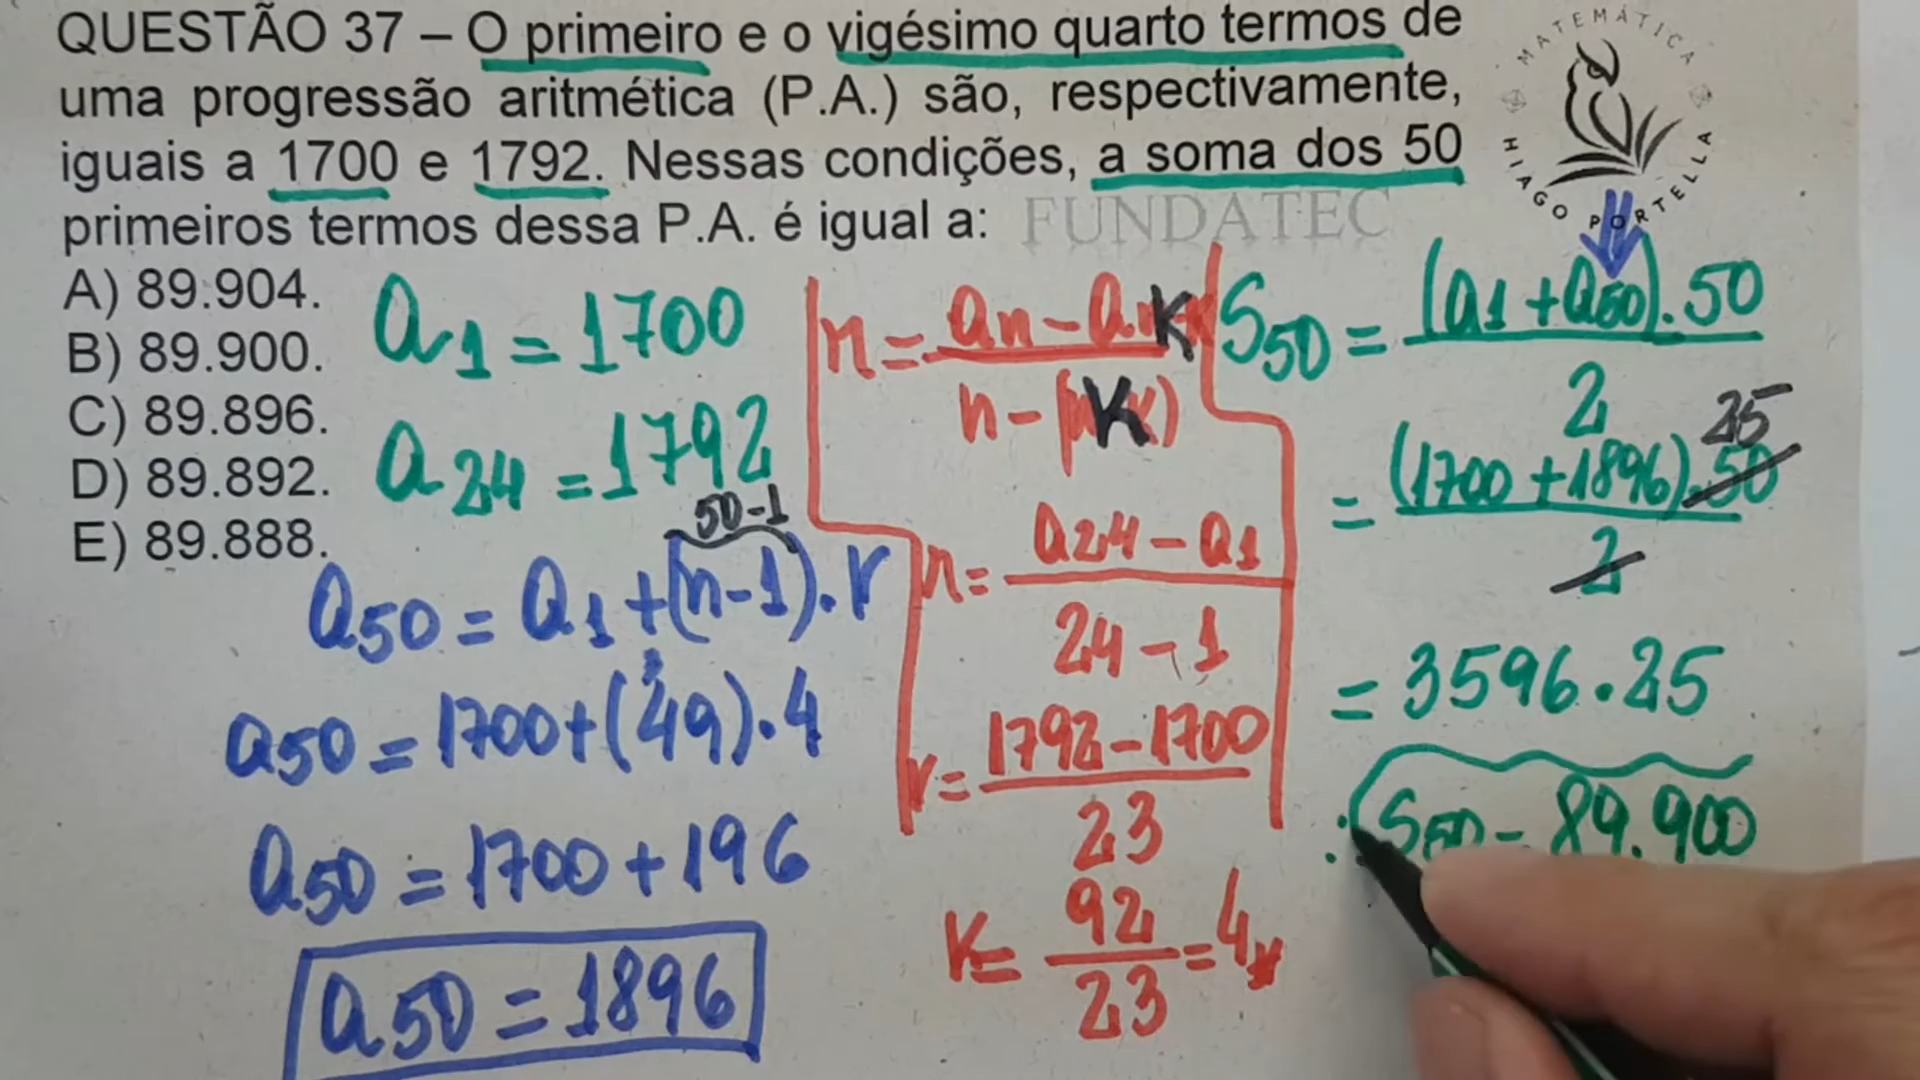 QUESTÃO 37 – O primeiro e o vigésimo quarto termos de
uma progressão aritmética (P.A.) são, respectivamente,
iguais a 1700 e 1792. Nessas condições, a soma dos 50
primeiros termos dessa P.A. é igual a:
FUNDATEC
MATEMÁTICA
HIAGO PORTELLA
A) 89.904.
B) 89.900.
C) 89.896.
D) 89.892.
E) 89.888.
a1 = 1700
a24 = 1792
50-1
a50 = a1 + (n-1).r
a50 = 1700+(49).4
a50 = 1700 + 196
a50 = 1896
r = an - ak
n - k
r = a24 - a1
24 - 1
r = 1792 - 1700
23
r = 92 = 4
23
S50 = (a1 + a50).50
2
25
= (1700 + 1896).50
2
= 3596.25
S50 = 89.900